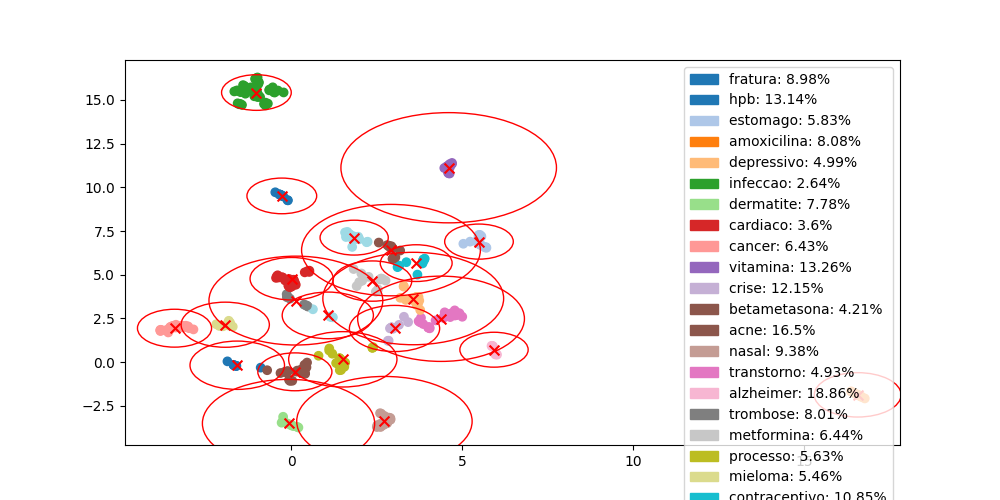 15.0
12.5
10.0
7.5
5.0
2.5
0.0
−2.5
0
5
10
15
fratura: 8.98%
hpb: 13.14%
estomago: 5.83%
amoxicilina: 8.08%
depressivo: 4.99%
infeccao: 2.64%
dermatite: 7.78%
cardiaco: 3.6%
cancer: 6.43%
vitamina: 13.26%
crise: 12.15%
betametasona: 4.21%
acne: 16.5%
nasal: 9.38%
transtorno: 4.93%
alzheimer: 18.86%
trombose: 8.01%
metformina: 6.44%
processo: 5.63%
mieloma: 5.46%
contraceptivo: 10.85%